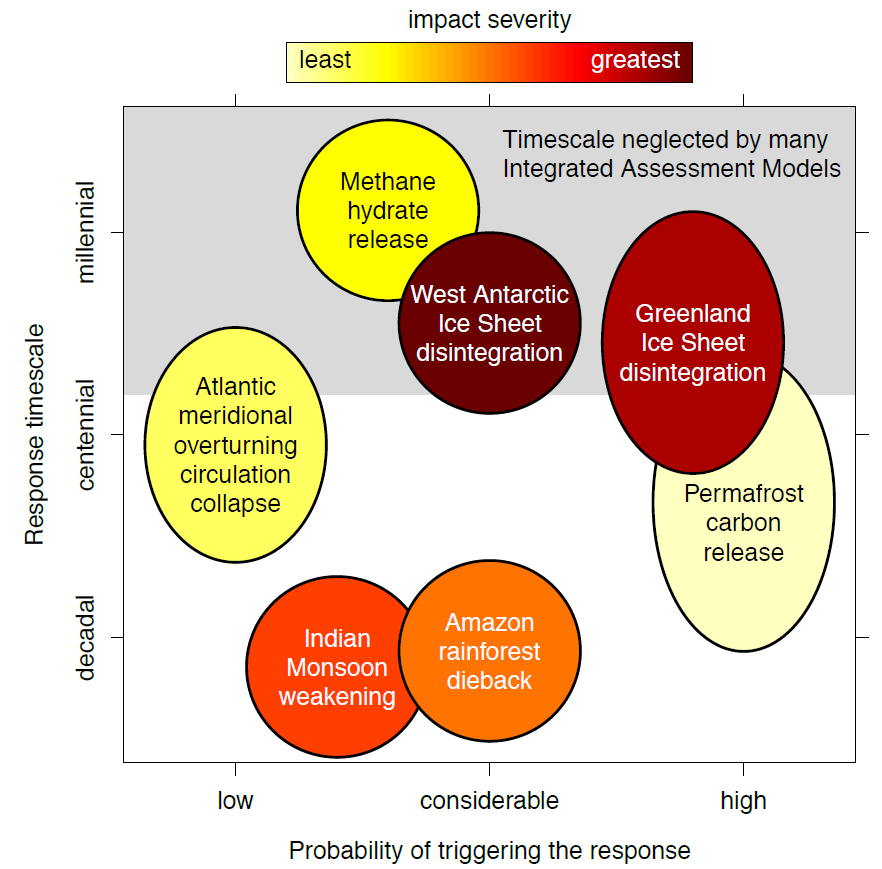 impact severity
least
greatest
Timescale neglected by many
Integrated Assessment Models
Methane
hydrate
release
West Antarctic
Ice Sheet
disintegration
Greenland
Ice Sheet
disintegration
Atlantic
meridional
overturning
circulation
collapse
Permafrost
carbon
release
Indian
Monsoon
weakening
Amazon
rainforest
dieback
Response timescale
millennial
centennial
decadal
low
considerable
high
Probability of triggering the response